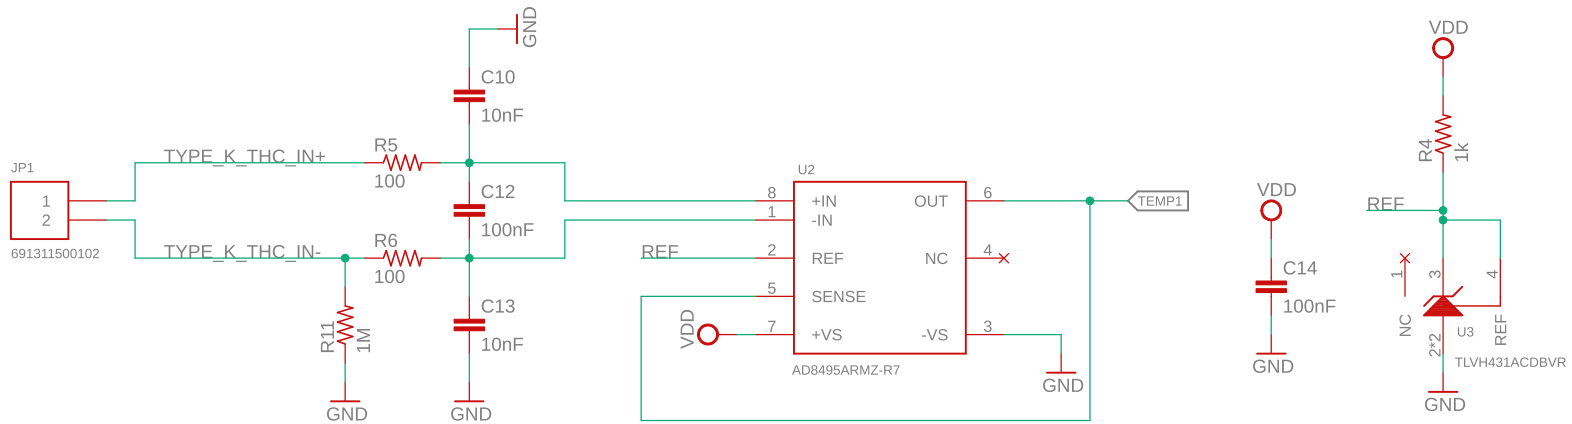 GND
C10
10nF
TYPE_K_THC_IN+
R5
100
JP1
1
2
691311500102
C12
100nF
TYPE_K_THC_IN-
R6
100
R11
1M
GND
C13
10nF
GND
U2
8
+IN
1
-IN
2
REF
REF
5
SENSE
7
+VS
VDD
OUT
6
NC
4
-VS
3
AD8495ARMZ-R7
TEMP1
GND
VDD
C14
100nF
GND
VDD
R4
1k
REF
1
NC
3
4
REF
2*2
U3
TLVH431ACDBVR
GND